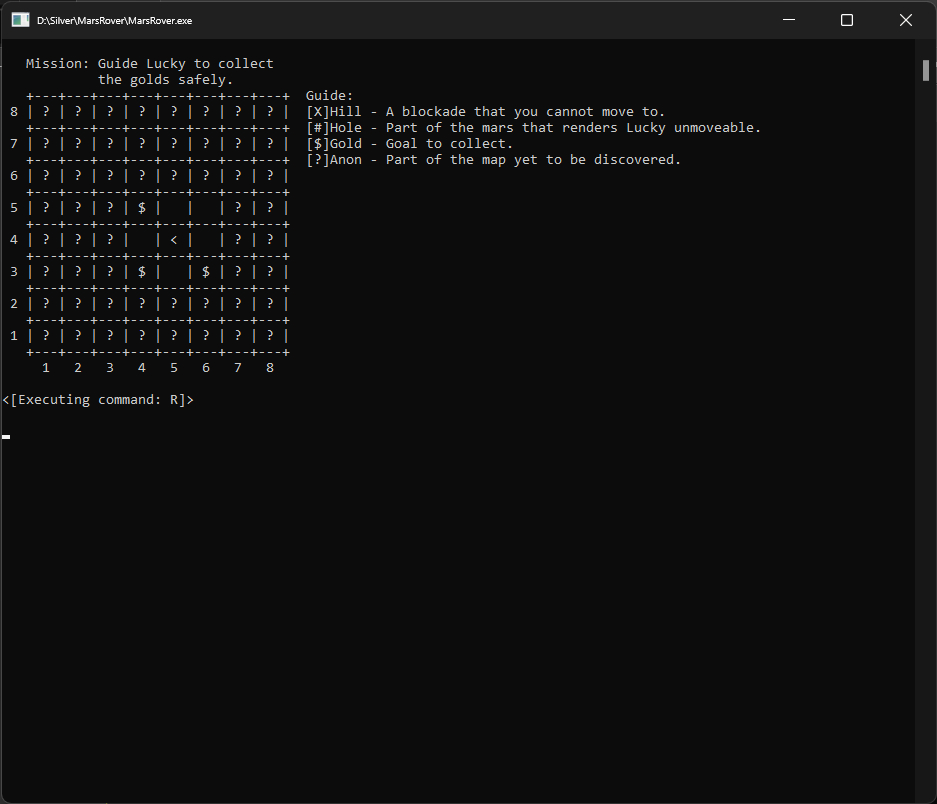 D:\Silver\MarsRover\MarsRover.exe
Mission: Guide Lucky to collect
the golds safely.
+---+---+---+---+---+---+---+---+ Guide:
8 | ? | ? | ? | ? | ? | ? | ? | ? | [X]Hill - A blockade that you cannot move to.
+---+---+---+---+---+---+---+---+ [#]Hole - Part of the mars that renders Lucky unmoveable.
7 | ? | ? | ? | ? | ? | ? | ? | ? | [$]Gold - Goal to collect.
+---+---+---+---+---+---+---+---+ [?]Anon - Part of the map yet to be discovered.
6 | ? | ? | ? | ? | ? | ? | ? | ? |
+---+---+---+---+---+---+---+---+
5 | ? | ? | ? | $ |   |   | ? | ? |
+---+---+---+---+---+---+---+---+
4 | ? | ? | ? |   | < |   | ? | ? |
+---+---+---+---+---+---+---+---+
3 | ? | ? | ? | $ |   | $ | ? | ? |
+---+---+---+---+---+---+---+---+
2 | ? | ? | ? | ? | ? | ? | ? | ? |
+---+---+---+---+---+---+---+---+
1 | ? | ? | ? | ? | ? | ? | ? | ? |
+---+---+---+---+---+---+---+---+
1 2 3 4 5 6 7 8
<[Executing command: R]>